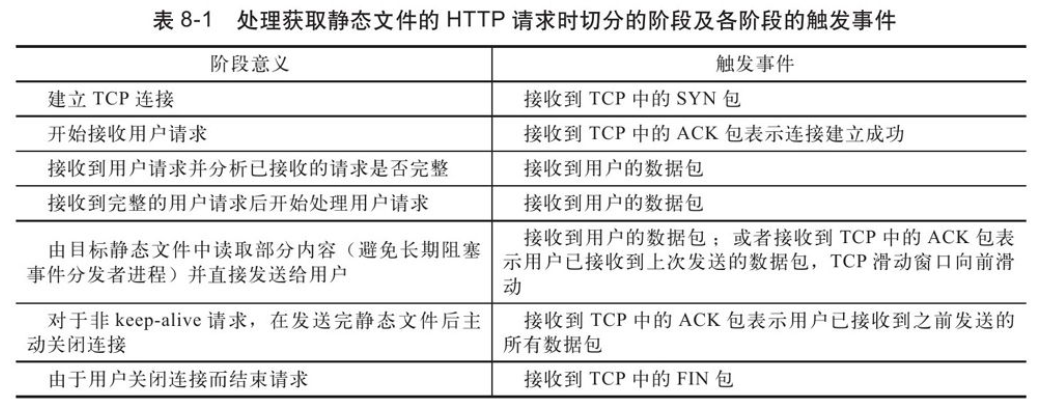 表 8-1 处理获取静态文件的 HTTP 请求时切分的阶段及各阶段的触发事件
阶段意义 触发事件
建立 TCP 连接 接收到 TCP 中的 SYN 包
开始接收用户请求 接收到 TCP 中的 ACK 包表示连接建立成功
接收到用户请求并分析已接收的请求是否完整 接收到用户的数据包
接收到完整的用户请求后开始处理用户请求 接收到用户的数据包
由目标静态文件中读取部分内容（避免长期阻塞
事件分发者进程）并直接发送给用户
接收到用户的数据包；或者接收到 TCP 中的 ACK 包表
示用户已接收到上次发送的数据包，TCP 滑动窗口向前滑
动
对于非 keep-alive 请求，在发送完静态文件后主
动关闭连接
接收到 TCP 中的 ACK 包表示用户已接收到之前发送的
所有数据包
由于用户关闭连接而结束请求 接收到 TCP 中的 FIN 包